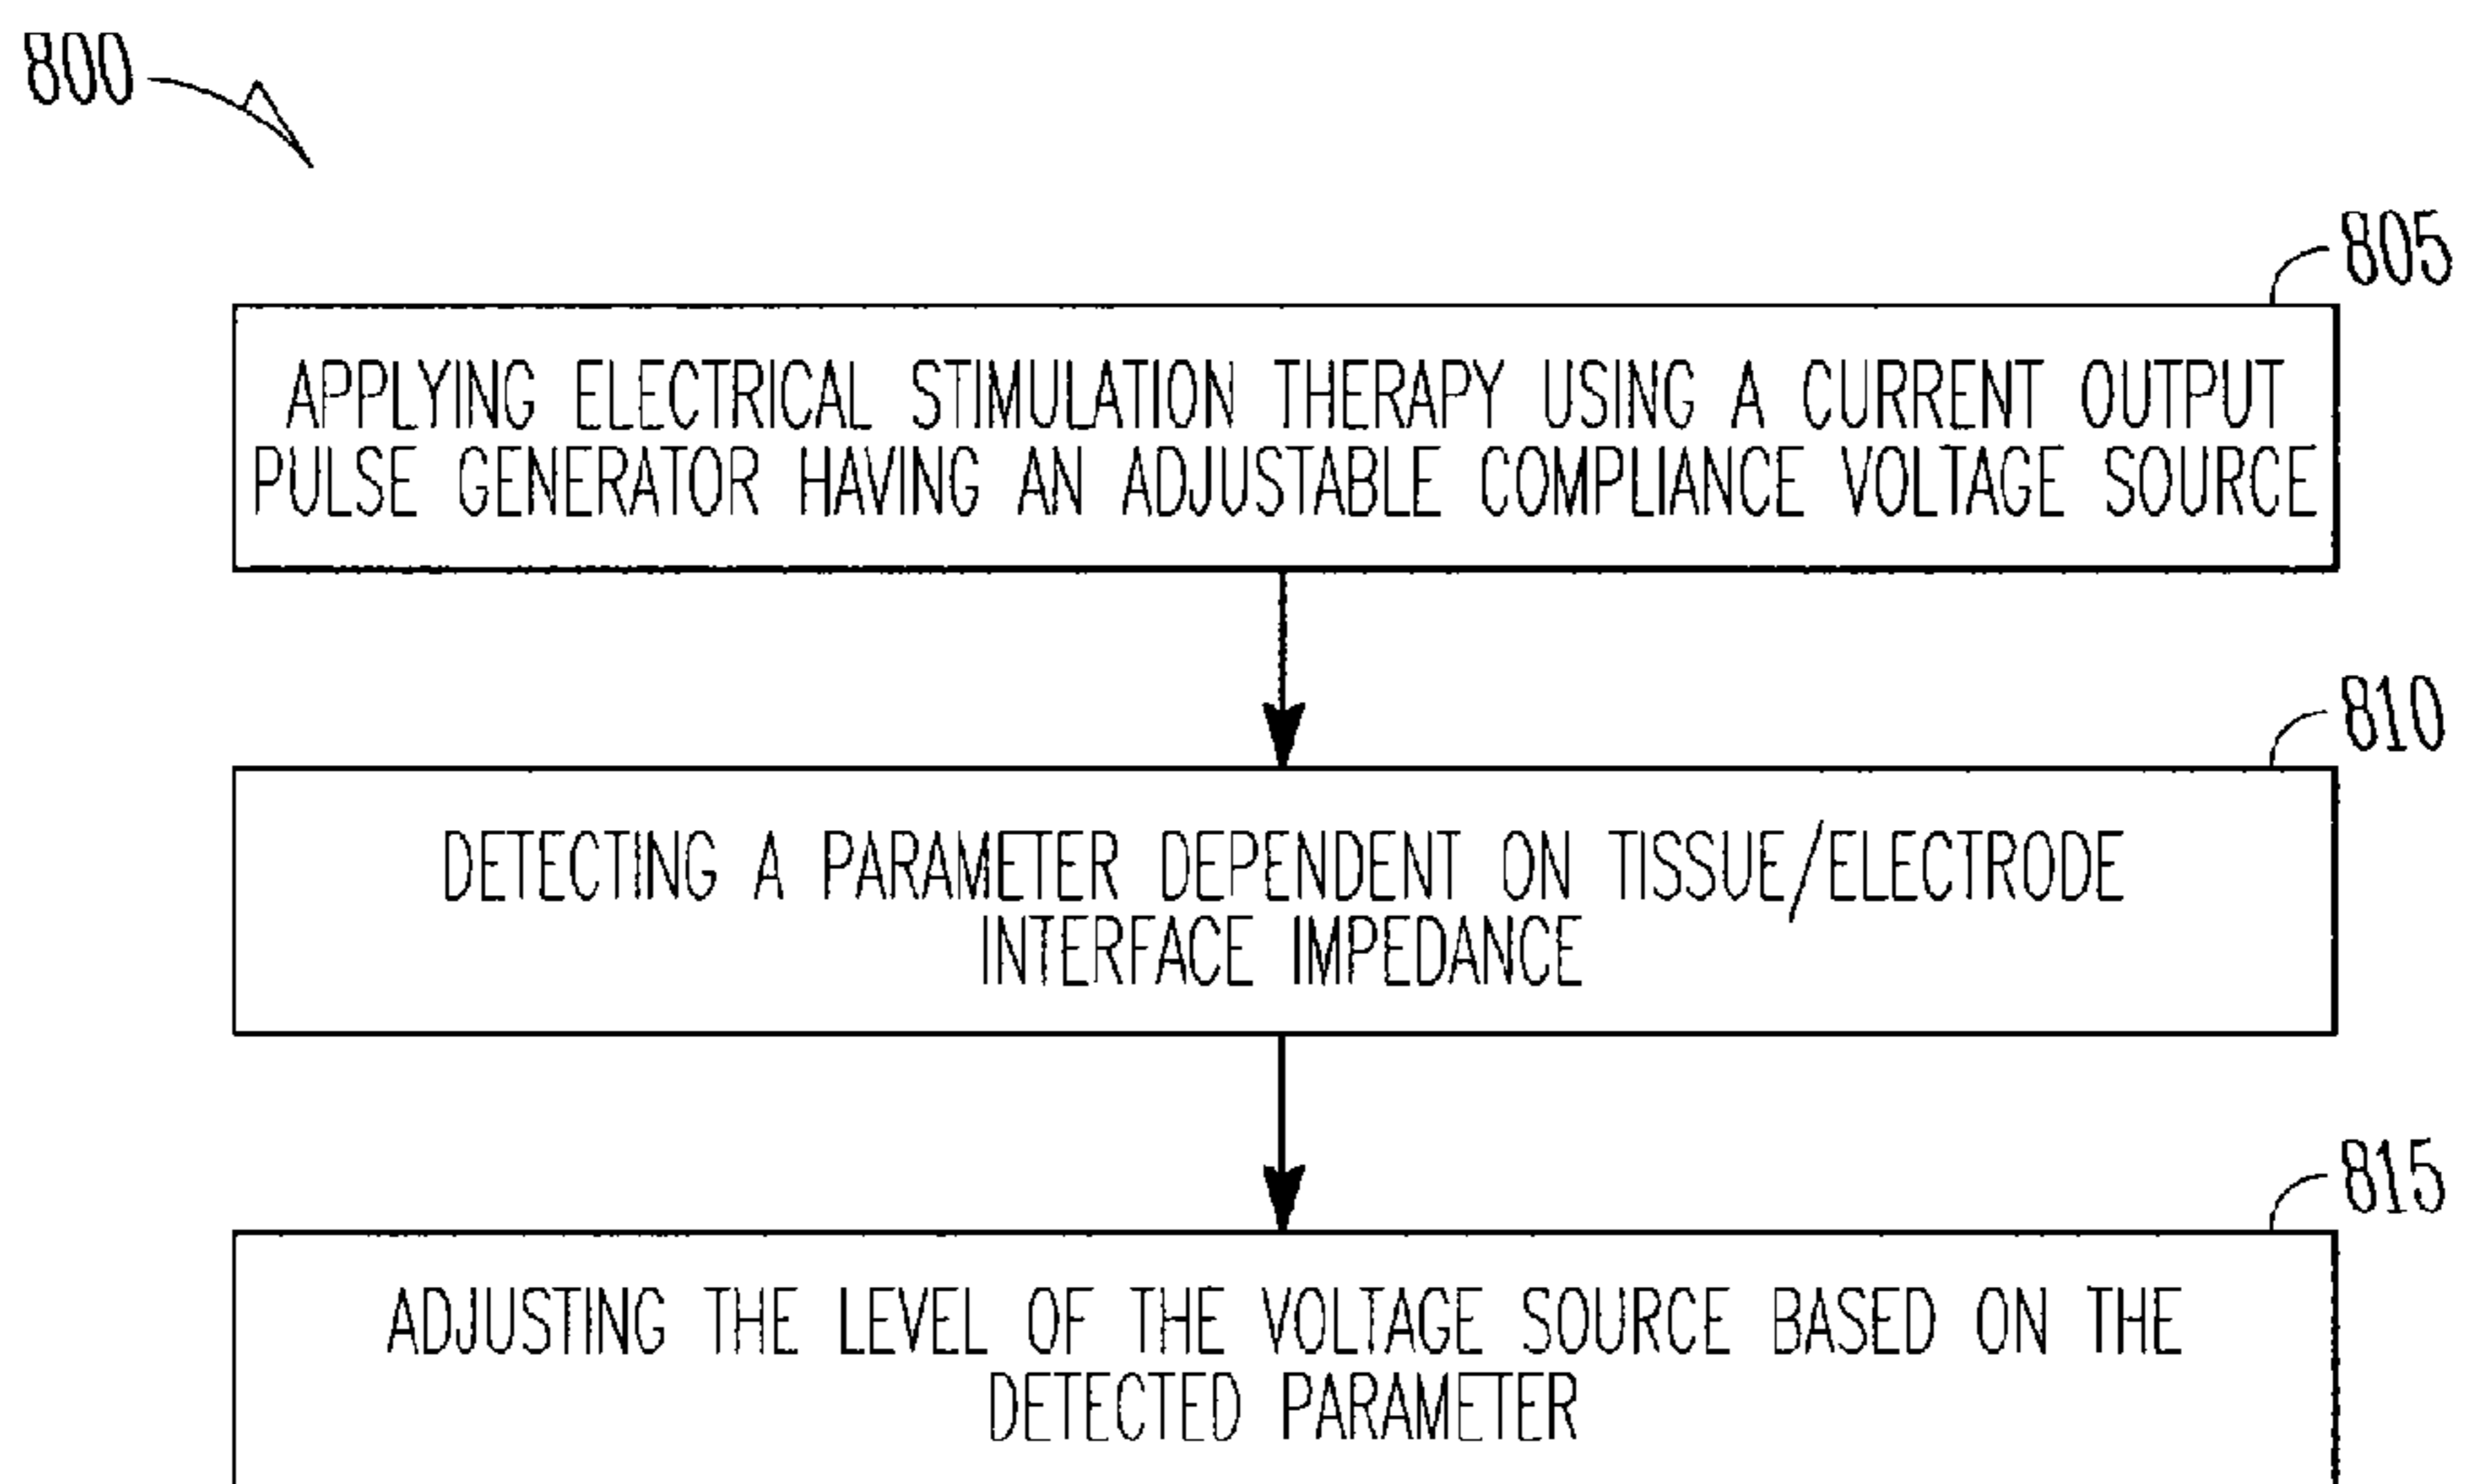 800
805
APPLYING ELECTRICAL STIMULATION THERAPY USING A CURRENT OUTPUT
PULSE GENERATOR HAVING AN ADJUSTABLE COMPLIANCE VOLTAGE SOURCE
810
DETECTING A PARAMETER DEPENDENT ON TISSUE/ELECTRODE
INTERFACE IMPEDANCE
815
ADJUSTING THE LEVEL OF THE VOLTAGE SOURCE BASED ON THE
DETECTED PARAMETER